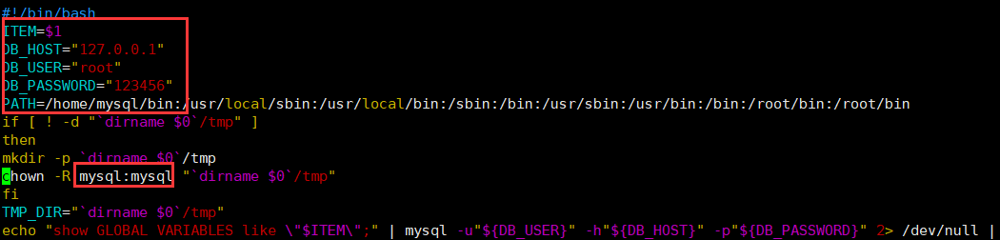 #!/bin/bash
ITEM=$1
DB_HOST="127.0.0.1"
DB_USER="root"
DB_PASSWORD="123456"
PATH=/home/mysql/bin:/usr/local/sbin:/usr/local/bin:/sbin:/bin:/usr/sbin:/usr/bin:/bin:/root/bin:/root/bin
if [ ! -d "`dirname $0`/tmp" ]
then
mkdir -p `dirname $0`/tmp
chown -R mysql:mysql "`dirname $0`/tmp"
fi
TMP_DIR="`dirname $0`/tmp"
echo "show GLOBAL VARIABLES like \"$ITEM\";" | mysql -u"${DB_USER}" -h"${DB_HOST}" -p"${DB_PASSWORD}" 2> /dev/null |